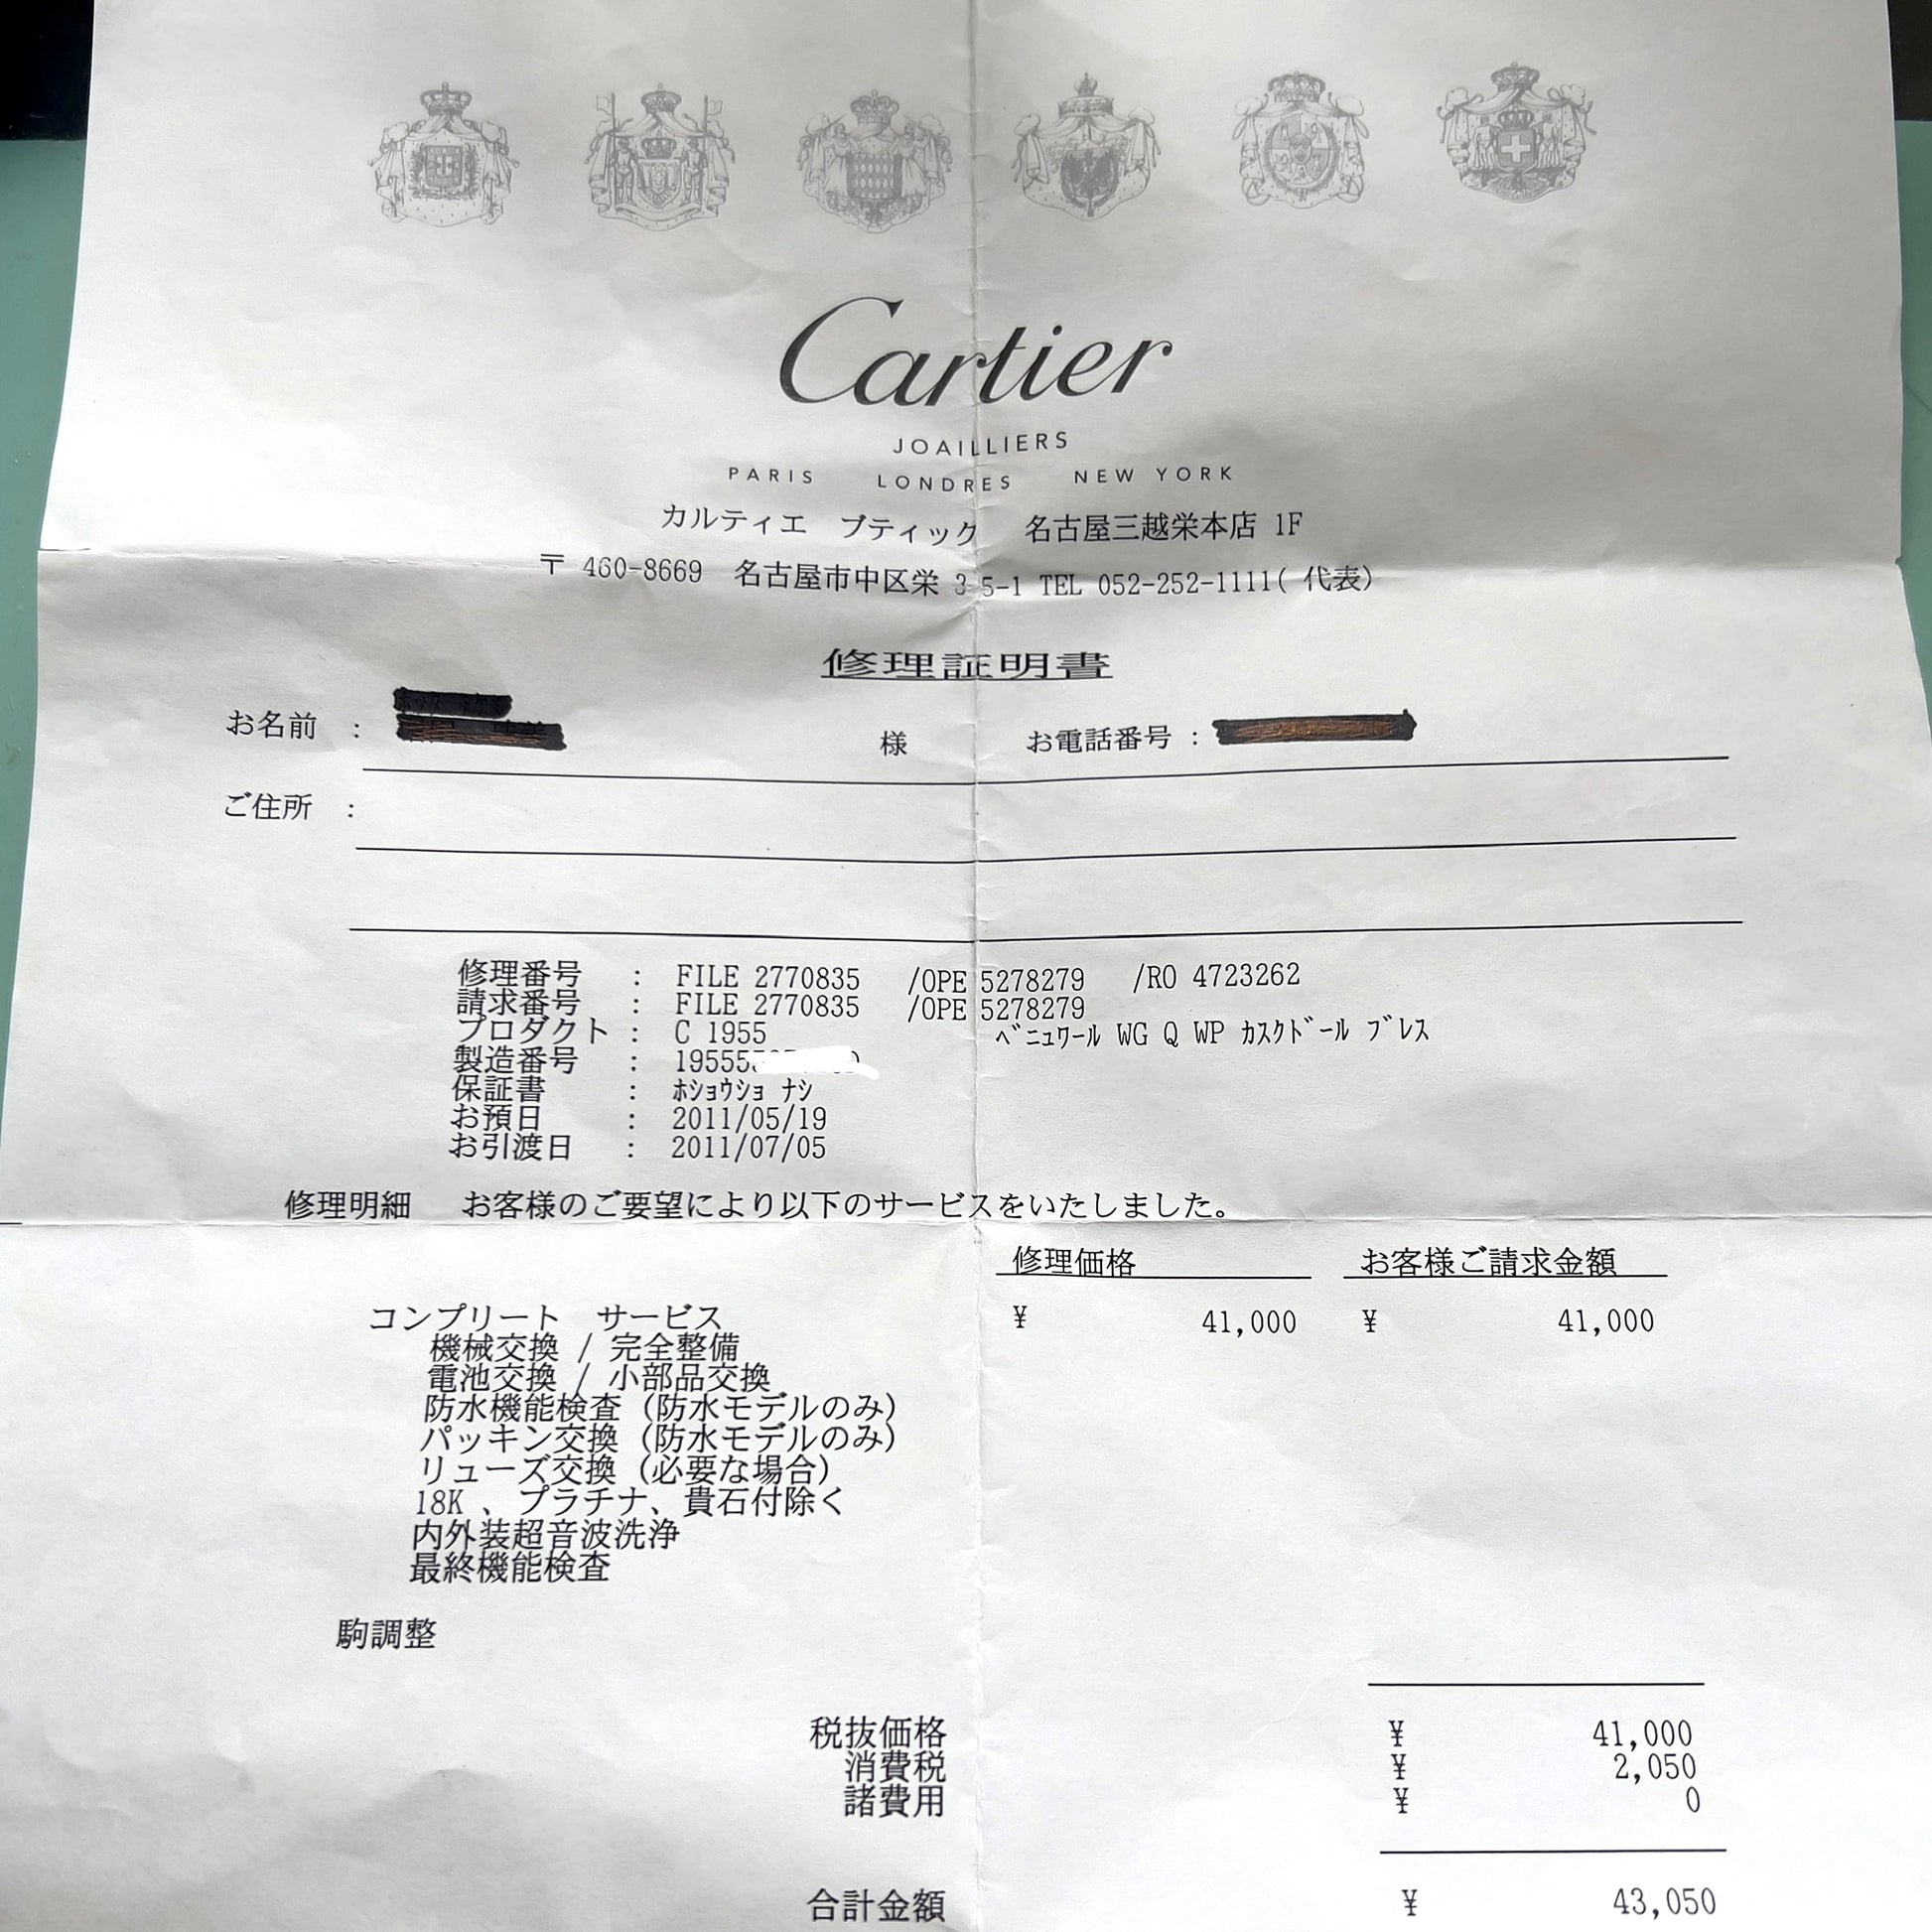 Cartier
JOAILLIERS
PARIS LONDRES NEW YORK
カルティエ ブティック 名古屋三越栄本店 1F
〒 460-8669 名古屋市中区栄 3-5-1 TEL 052-252-1111( 代表)
修理証明書
お名前 : 様 お電話番号 :
ご住所 :
修理番号 : FILE 2770835 /OPE 5278279 /RO 4723262
請求番号 : FILE 2770835 /OPE 5278279
プロダクト : C 1955 ﾍﾞﾆｭﾜｰﾙ WG Q WP ｶｽｸﾄﾞｰﾙ ﾌﾞﾚｽ
製造番号 : 19555
保証書 : ﾎｼｮｳｼｮ ﾅｼ
お預日 : 2011/05/19
お引渡日 : 2011/07/05
修理明細 お客様のご要望により以下のサービスをいたしました。
修理価格 お客様ご請求金額
コンプリート サービス ¥ 41,000 ¥ 41,000
機械交換 / 完全整備
電池交換 / 小部品交換
防水機能検査 (防水モデルのみ)
パッキン交換 (防水モデルのみ)
リューズ交換 (必要な場合)
18K 、プラチナ、貴石付除く
内外装超音波洗浄
最終機能検査
駒調整
税抜価格 ¥ 41,000
消費税 ¥ 2,050
諸費用 ¥ 0
合計金額 ¥ 43,050